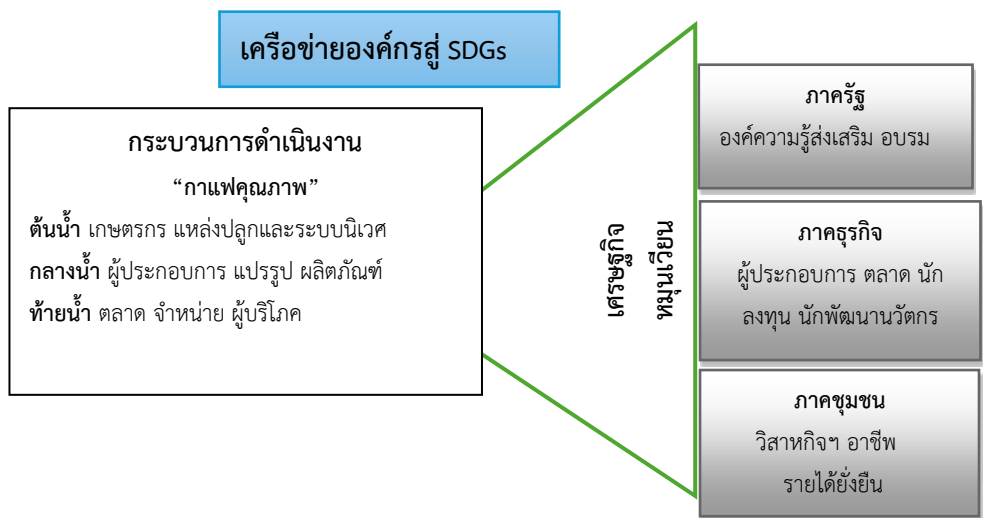 เครือข่ายองค์กรสู่ SDGs
กระบวนการดำเนินงาน
“กาแฟคุณภาพ”
ต้นน้ำ เกษตรกร แหล่งปลูกและระบบนิเวศ
กลางน้ำ ผู้ประกอบการ แปรรูป ผลิตภัณฑ์
ท้ายน้ำ ตลาด จำหน่าย ผู้บริโภค
เศรษฐกิจ
หมุนเวียน
ภาครัฐ
องค์ความรู้ส่งเสริม อบรม
ภาคธุรกิจ
ผู้ประกอบการ ตลาด นัก
ลงทุน นักพัฒนานวัตกร
ภาคชุมชน
วิสาหกิจฯ อาชีพ
รายได้ยั่งยืน